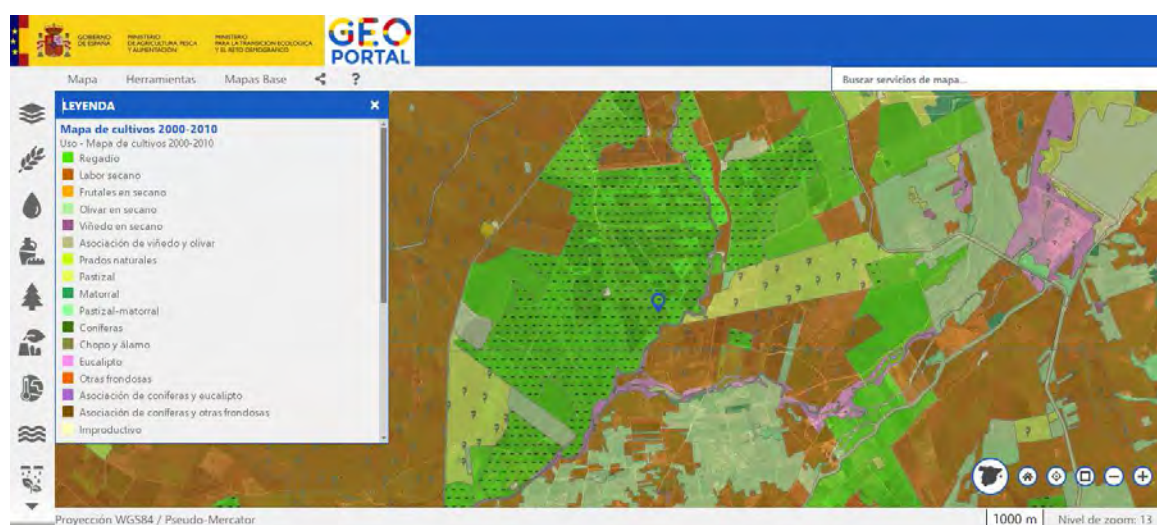 GOBIERNO
DE ESPAÑA
MINISTERIO
DE AGRICULTURA, PESCA
Y ALIMENTACIÓN
MINISTERIO
PARA LA TRANSICIÓN ECOLÓGICA
Y EL RETO DEMOGRÁFICO
GEO
PORTAL
Mapa Herramientas Mapas Base ?
Buscar servicios de mapa...
LEYENDA
Mapa de cultivos 2000-2010
Uso - Mapa de cultivos 2000-2010
Regadío
Labor secano
Frutales en secano
Olivar en secano
Viñedo en secano
Asociación de viñedo y olivar
Prados naturales
Pastizal
Matorral
Pastizal-matorral
Coníferas
Chopo y álamo
Eucalipto
Otras frondosas
Asociación de coníferas y eucalipto
Asociación de coníferas y otras frondosas
Improductivo
Proyección WGS84 / Pseudo-Mercator
1000 m
Nivel de zoom: 13